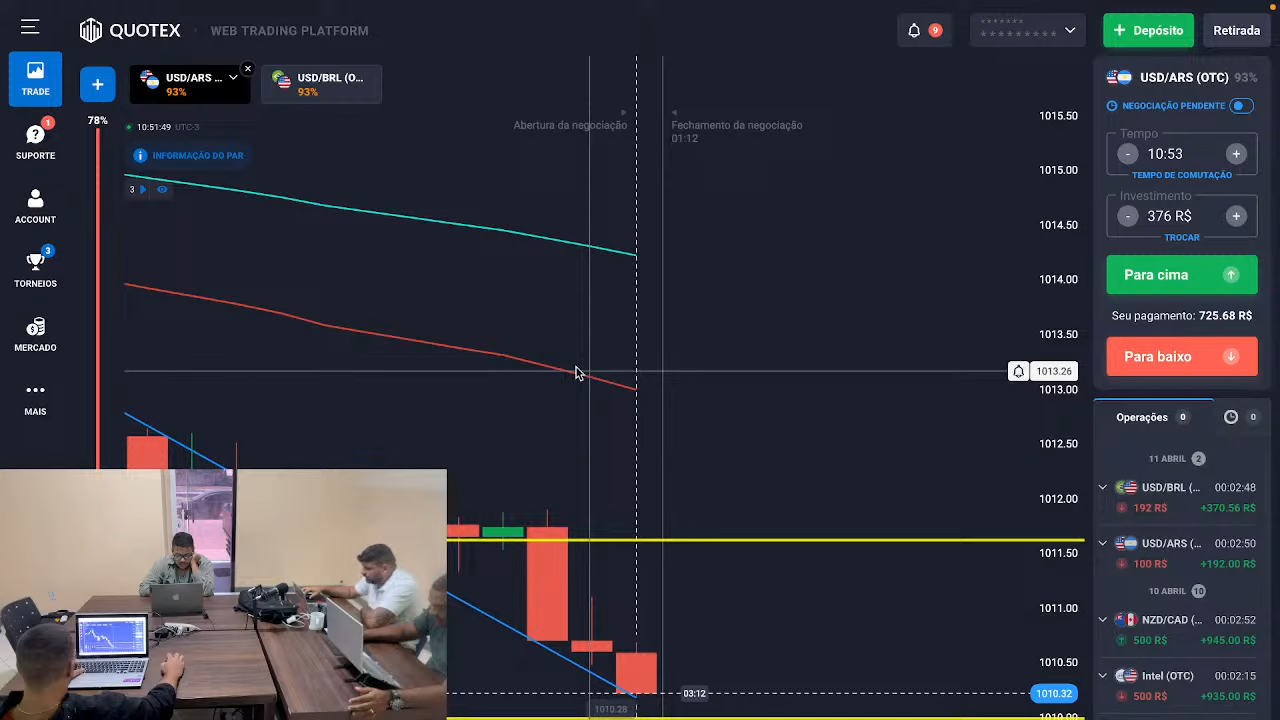 QUOTEX
WEB TRADING PLATFORM
9
*******
*********
+ Depósito
Retirada
TRADE
+
USD/ARS ...
93%
USD/BRL (O...
93%
USD/ARS (OTC) 93%
78%
10:51:49 UTC-3
INFORMAÇÃO DO PAR
3
Abertura da negociação
Fechamento da negociação
01:12
1
SUPORTE
ACCOUNT
3
TORNEIOS
MERCADO
MAIS
1015.50
1015.00
1014.50
1014.00
1013.50
1013.26
1013.00
1012.50
1012.00
1011.50
1011.00
1010.50
1010.32
1010.00
03:12
1010.28
NEGOCIAÇÃO PENDENTE
Tempo
- 10:53 +
TEMPO DE COMUTAÇÃO
Investimento
- 376 R$ +
TROCAR
Para cima
Seu pagamento: 725.68 R$
Para baixo
Operações 0
0
11 ABRIL 2
USD/BRL (... 00:02:48
192 R$ +370.56 R$
USD/ARS (... 00:02:50
100 R$ +192.00 R$
10 ABRIL 10
NZD/CAD (... 00:02:52
500 R$ +945.00 R$
Intel (OTC) 00:02:15
500 R$ +935.00 R$